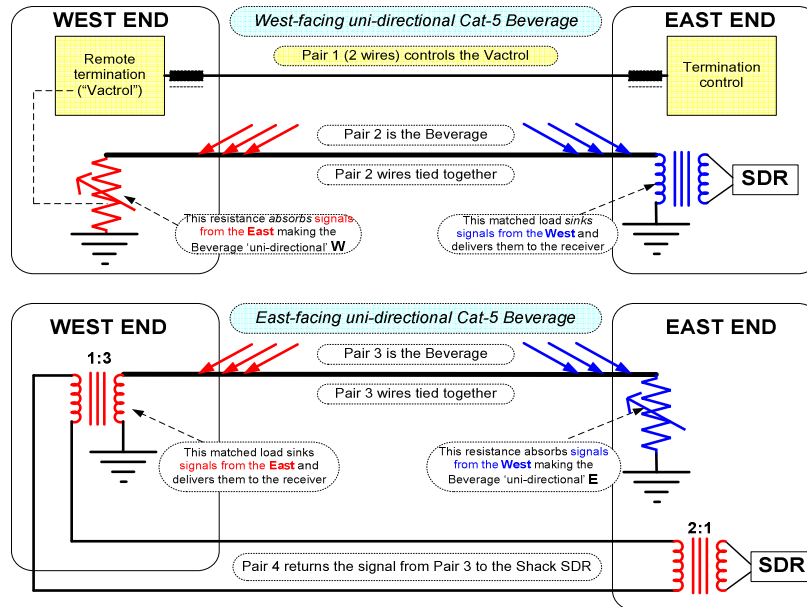 WEST END
West-facing uni-directional Cat-5 Beverage
EAST END
Pair 1 (2 wires) controls the Vactrol
Remote
termination
("Vactrol")
Termination
control
Pair 2 is the Beverage
Pair 2 wires tied together
SDR
This resistance absorbs signals
from the East making the
Beverage 'uni-directional' W
This matched load sinks
signals from the West and
delivers them to the receiver
WEST END
East-facing uni-directional Cat-5 Beverage
EAST END
1:3
Pair 3 is the Beverage
Pair 3 wires tied together
This matched load sinks
signals from the East and
delivers them to the receiver
This resistance absorbs signals
from the West making the
Beverage 'uni-directional' E
2:1
Pair 4 returns the signal from Pair 3 to the Shack SDR
SDR